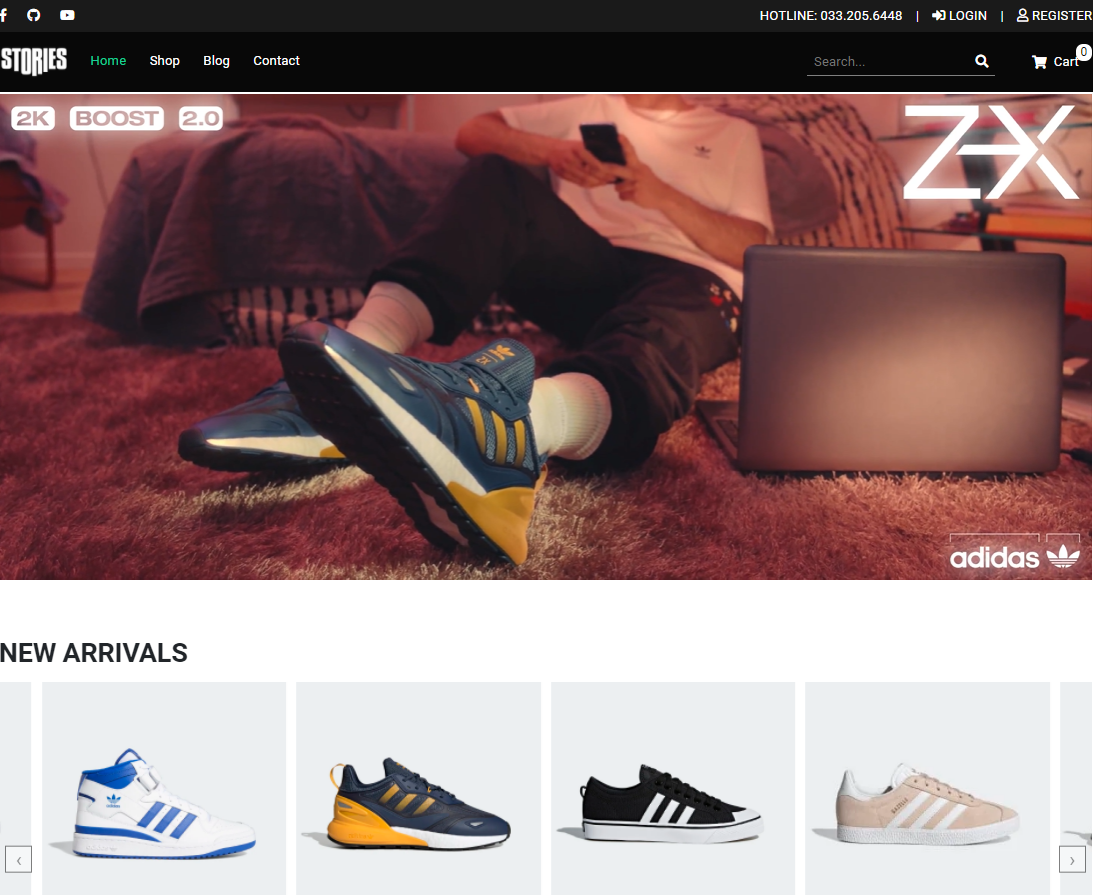 HOTLINE: 033.205.6448 | LOGIN | REGISTER
STORIES Home Shop Blog Contact Search... Cart 0
2K BOOST 2.0
ZX
adidas
NEW ARRIVALS
‹ ›